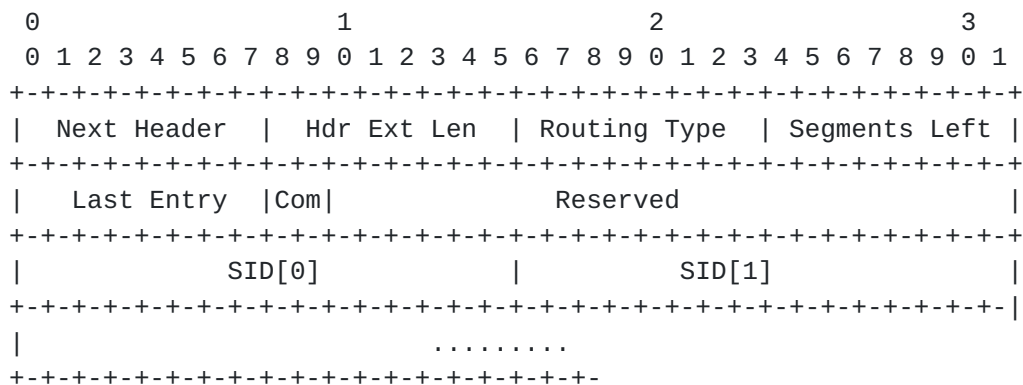 0                   1                   2                   3
 0 1 2 3 4 5 6 7 8 9 0 1 2 3 4 5 6 7 8 9 0 1 2 3 4 5 6 7 8 9 0 1
+-+-+-+-+-+-+-+-+-+-+-+-+-+-+-+-+-+-+-+-+-+-+-+-+-+-+-+-+-+-+-+-+
|  Next Header  |  Hdr Ext Len  | Routing Type  | Segments Left |
+-+-+-+-+-+-+-+-+-+-+-+-+-+-+-+-+-+-+-+-+-+-+-+-+-+-+-+-+-+-+-+-+
|   Last Entry  |Com|              Reserved                     |
+-+-+-+-+-+-+-+-+-+-+-+-+-+-+-+-+-+-+-+-+-+-+-+-+-+-+-+-+-+-+-+-+
|             SID[0]            |          SID[1]               |
+-+-+-+-+-+-+-+-+-+-+-+-+-+-+-+-+-+-+-+-+-+-+-+-+-+-+-+-+-+-+-+-|
|                          .........
+-+-+-+-+-+-+-+-+-+-+-+-+-+-+-+-+-+-+-